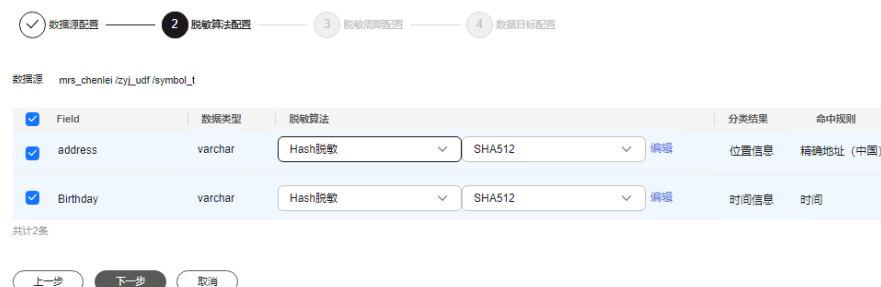 数据源配置 2 脱敏算法配置 3 脱敏周期配置 4 数据目标配置
数据源 mrs_chenlei /zyj_udf /symbol_t
Field 数据类型 脱敏算法 分类结果 命中规则
address varchar Hash脱敏 SHA512 编辑 位置信息 精确地址（中国）
Birthday varchar Hash脱敏 SHA512 编辑 时间信息 时间
共计2条
上一步 下一步 取消